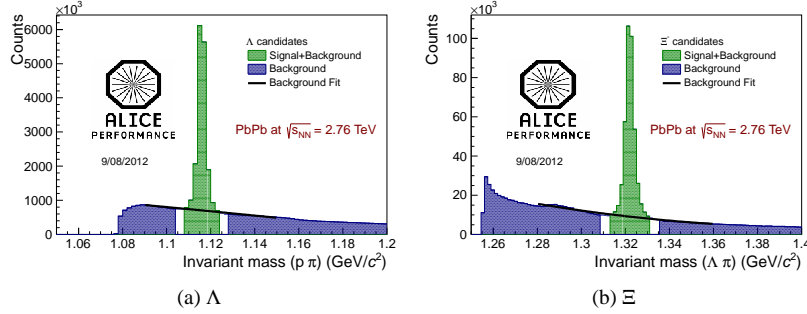 ×10³
Counts
6000
5000
4000
3000
2000
1000
0
Λ candidates
Signal+Background
Background
Background Fit
ALICE
PERFORMANCE
9/08/2012
PbPb at √sNN = 2.76 TeV
1.06 1.08 1.1 1.12 1.14 1.16 1.18 1.2
Invariant mass (p π) (GeV/c²)
(a) Λ
×10³
Counts
100
80
60
40
20
0
Ξ⁻ candidates
Signal+Background
Background
Background Fit
ALICE
PERFORMANCE
9/08/2012
PbPb at √sNN = 2.76 TeV
1.26 1.28 1.3 1.32 1.34 1.36 1.38 1.4
Invariant mass (Λ π) (GeV/c²)
(b) Ξ